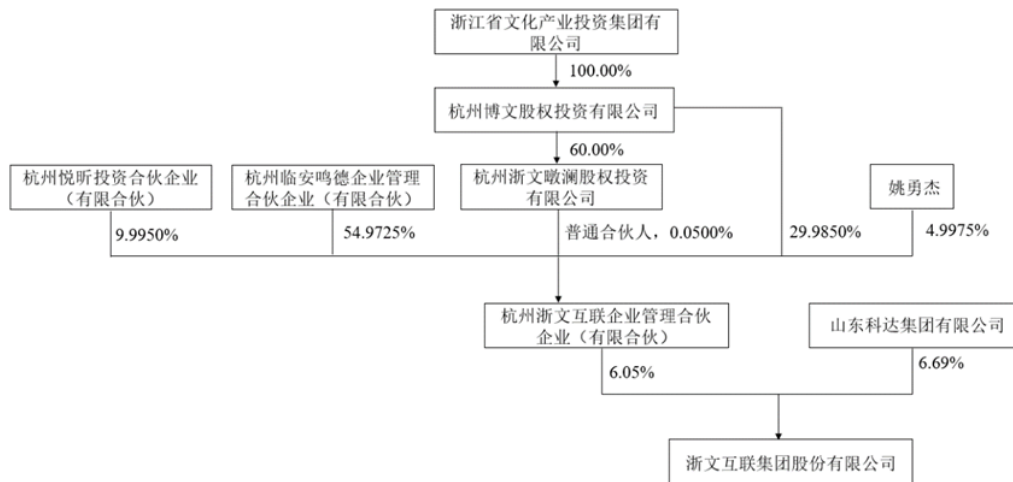 浙江省文化产业投资集团有
限公司
100.00%
杭州博文股权投资有限公司
60.00%
杭州悦昕投资合伙企业
（有限合伙）
杭州临安鸣德企业管理
合伙企业（有限合伙）
杭州浙文暾澜股权投资
有限公司
姚勇杰
9.9950%
54.9725%
普通合伙人，0.0500%
29.9850%
4.9975%
杭州浙文互联企业管理合伙
企业（有限合伙）
山东科达集团有限公司
6.05%
6.69%
浙文互联集团股份有限公司